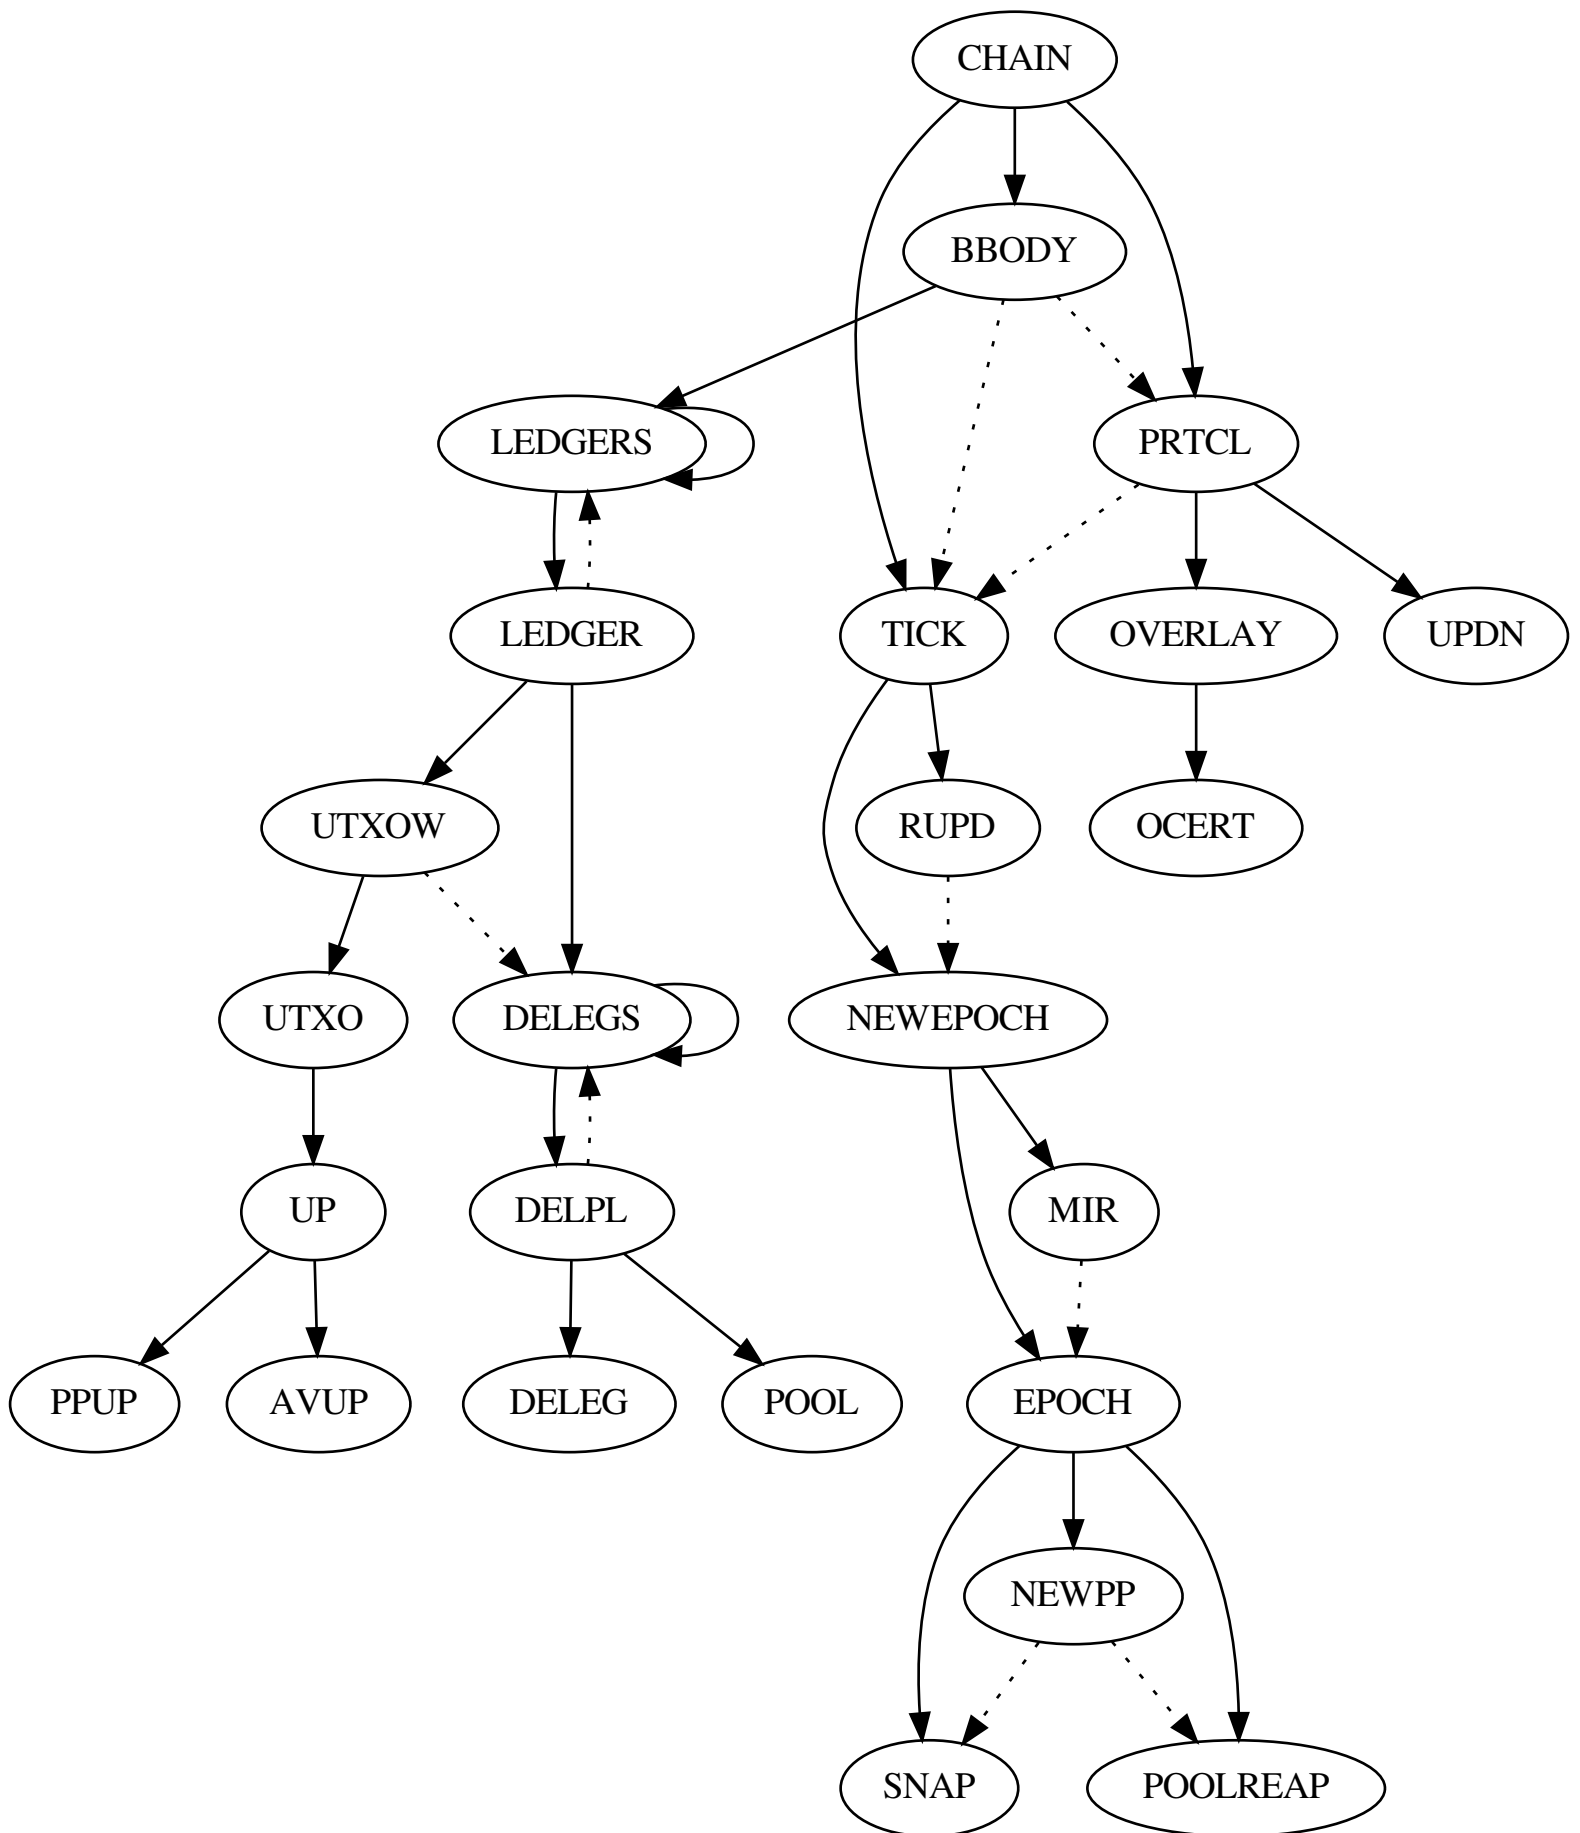 CHAIN
BBODY
LEDGERS
PRTCL
LEDGER
TICK
OVERLAY
UPDN
UTXOW
RUPD
OCERT
UTXO
DELEGS
NEWEPOCH
UP
DELPL
MIR
PPUP
AVUP
DELEG
POOL
EPOCH
NEWPP
SNAP
POOLREAP